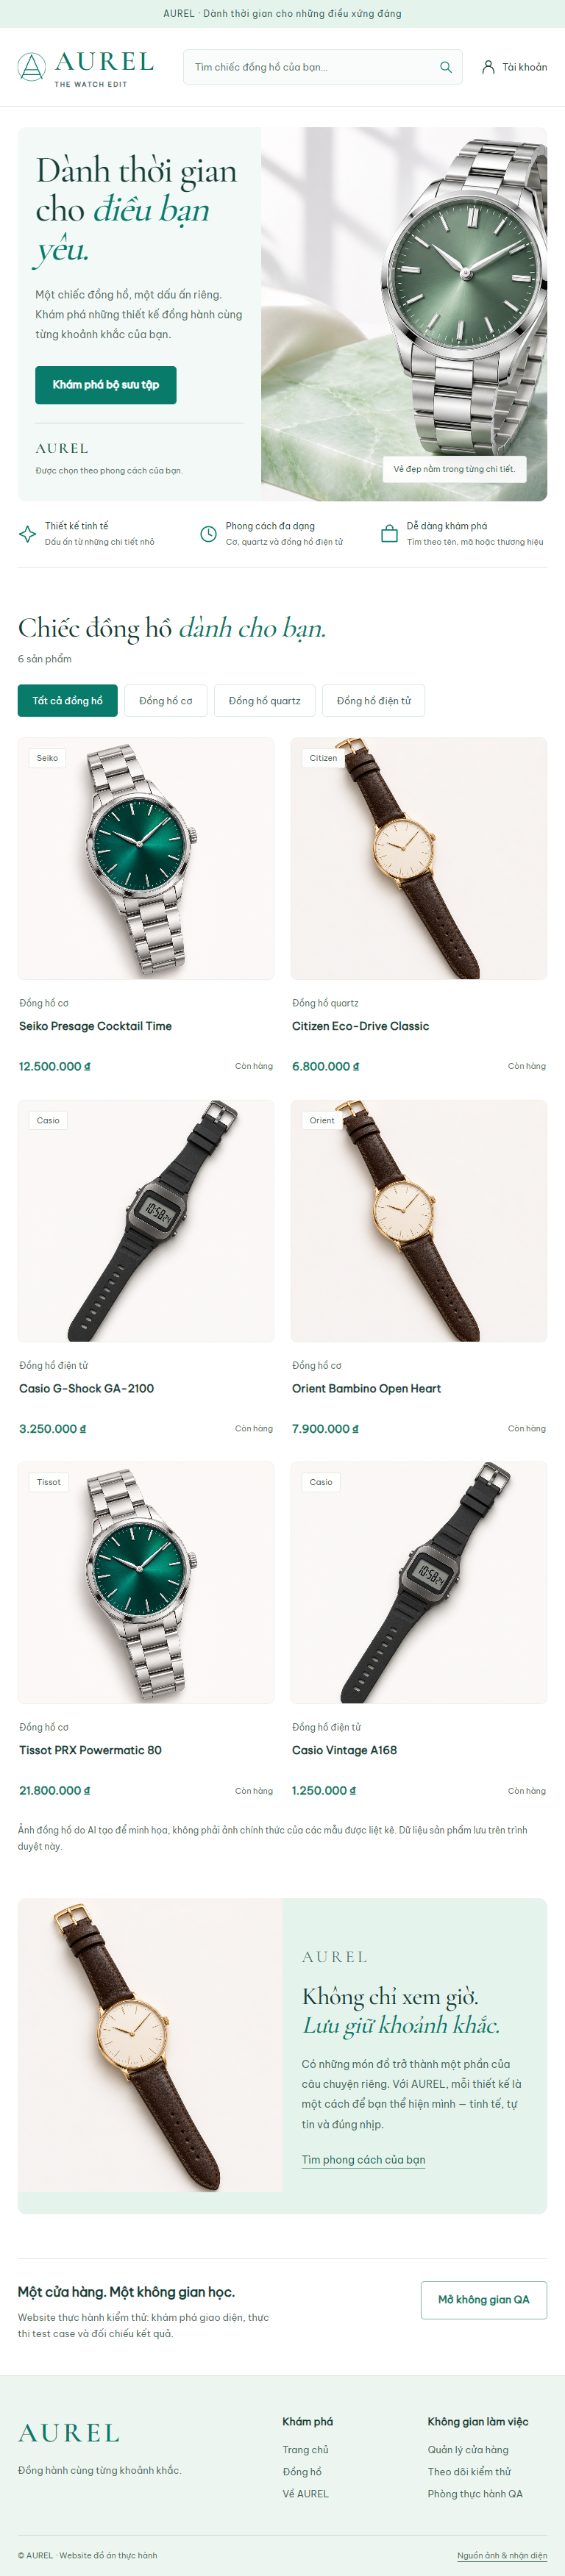 AUREL · Dành thời gian cho những điều xứng đáng
AUREL
THE WATCH EDIT
Tìm chiếc đồng hồ của bạn...
Tài khoản
Dành thời gian
cho điều bạn
yêu.
Một chiếc đồng hồ, một dấu ấn riêng.
Khám phá những thiết kế đồng hành cùng
từng khoảnh khắc của bạn.
Khám phá bộ sưu tập
AUREL
Được chọn theo phong cách của bạn.
Vẻ đẹp nằm trong từng chi tiết.
Thiết kế tinh tế
Dấu ấn từ những chi tiết nhỏ
Phong cách đa dạng
Cơ, quartz và đồng hồ điện tử
Dễ dàng khám phá
Tìm theo tên, mã hoặc thương hiệu
Chiếc đồng hồ dành cho bạn.
6 sản phẩm
Tất cả đồng hồ
Đồng hồ cơ
Đồng hồ quartz
Đồng hồ điện tử
Seiko
Đồng hồ cơ
Seiko Presage Cocktail Time
12.500.000 ₫
Còn hàng
Citizen
Đồng hồ quartz
Citizen Eco-Drive Classic
6.800.000 ₫
Còn hàng
Casio
10:58
Đồng hồ điện tử
Casio G-Shock GA-2100
3.250.000 ₫
Còn hàng
Orient
Đồng hồ cơ
Orient Bambino Open Heart
7.900.000 ₫
Còn hàng
Tissot
Đồng hồ cơ
Tissot PRX Powermatic 80
21.800.000 ₫
Còn hàng
Casio
10:58
Đồng hồ điện tử
Casio Vintage A168
1.250.000 ₫
Còn hàng
Ảnh đồng hồ do AI tạo để minh họa, không phải ảnh chính thức của các mẫu được liệt kê. Dữ liệu sản phẩm lưu trên trình
duyệt này.
AUREL
Không chỉ xem giờ.
Lưu giữ khoảnh khắc.
Có những món đồ trở thành một phần của
câu chuyện riêng. Với AUREL, mỗi thiết kế là
một cách để bạn thể hiện mình — tinh tế, tự
tin và đúng nhịp.
Tìm phong cách của bạn
Một cửa hàng. Một không gian học.
Website thực hành kiểm thử: khám phá giao diện, thực
thi test case và đối chiếu kết quả.
Mở không gian QA
AUREL
Đồng hành cùng từng khoảnh khắc.
Khám phá
Trang chủ
Đồng hồ
Về AUREL
Không gian làm việc
Quản lý cửa hàng
Theo dõi kiểm thử
Phòng thực hành QA
© AUREL · Website đồ án thực hành
Nguồn ảnh & nhận diện